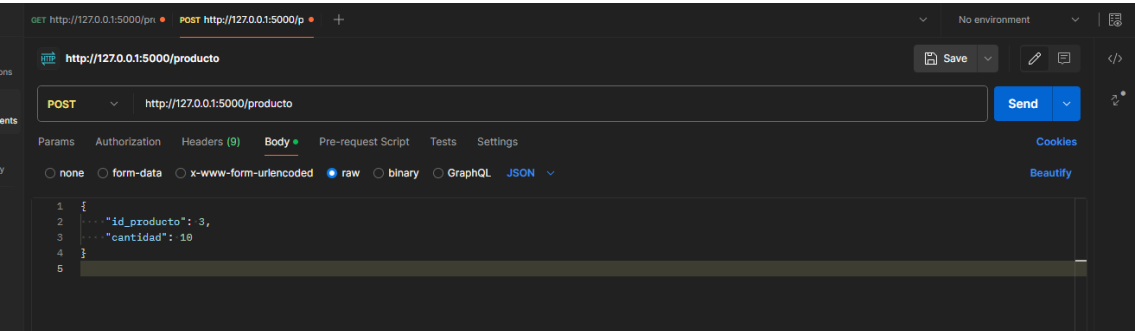 GET http://127.0.0.1:5000/pr
POST http://127.0.0.1:5000/p
No environment
HTTP http://127.0.0.1:5000/producto
Save
ons
POST http://127.0.0.1:5000/producto
Send
ents
Params Authorization Headers (9) Body Pre-request Script Tests Settings Cookies
y
none form-data x-www-form-urlencoded raw binary GraphQL JSON Beautify
1 {
2 "id_producto": 3,
3 "cantidad": 10
4 }
5